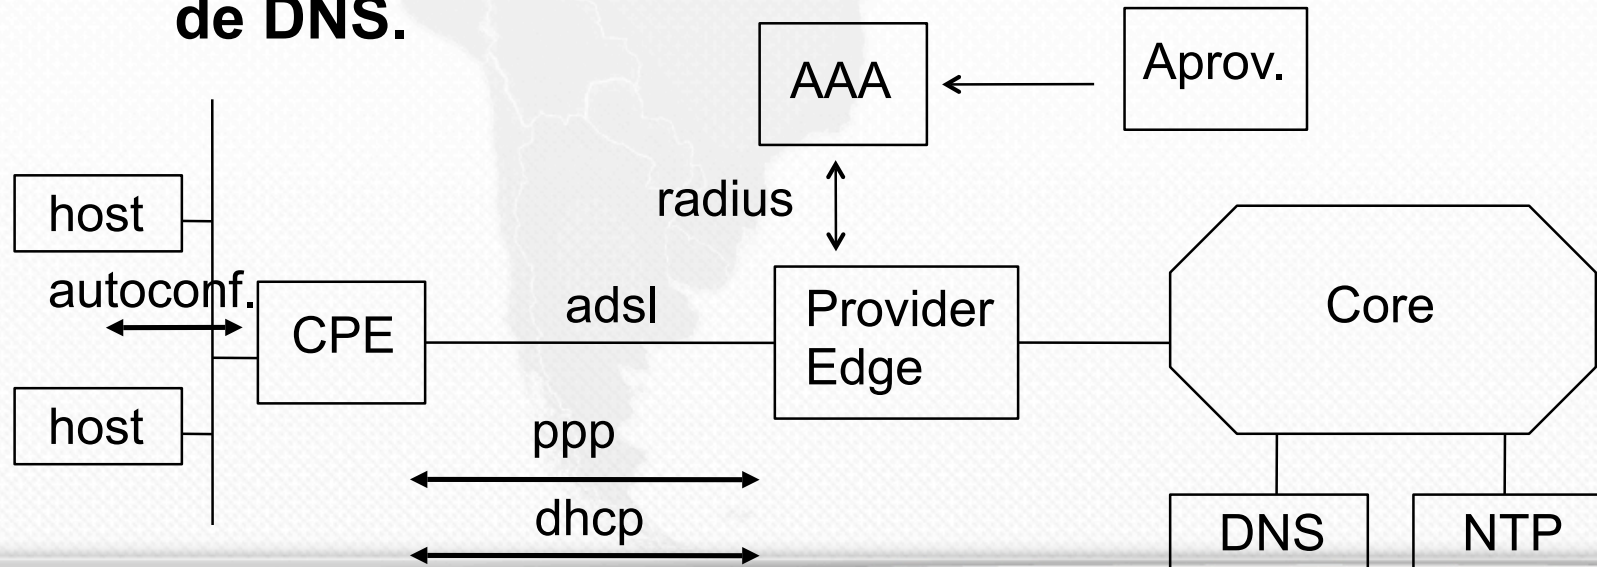 de DNS.
AAA
Aprov.
radius
host
autoconf.
CPE
adsl
Provider
Edge
Core
host
ppp
dhcp
DNS
NTP